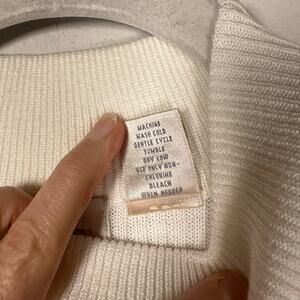 MACHINE
WASH COLD
GENTLE CYCLE
TUMBLE
DRY LOW
USE ONLY NON-
CHLORINE
BLEACH
WHEN NEEDED